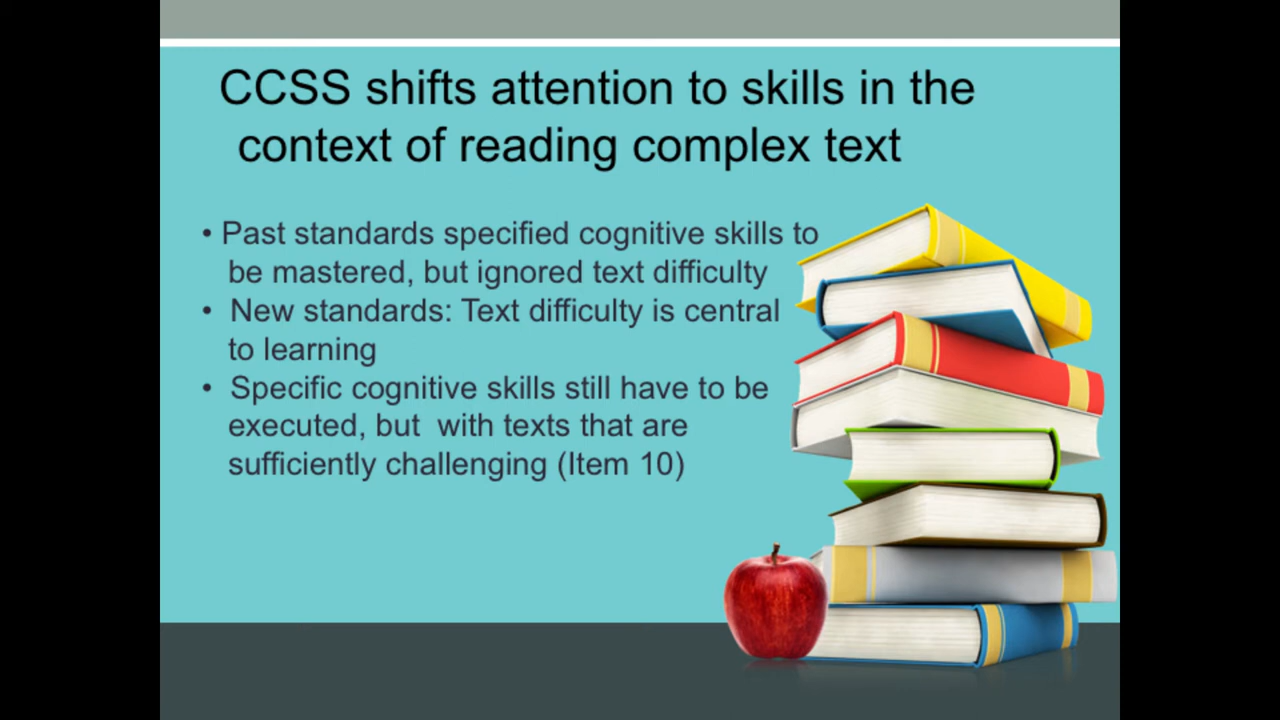 CCSS shifts attention to skills in the
context of reading complex text
• Past standards specified cognitive skills to
be mastered, but ignored text difficulty
• New standards: Text difficulty is central
to learning
• Specific cognitive skills still have to be
executed, but  with texts that are
sufficiently challenging (Item 10)